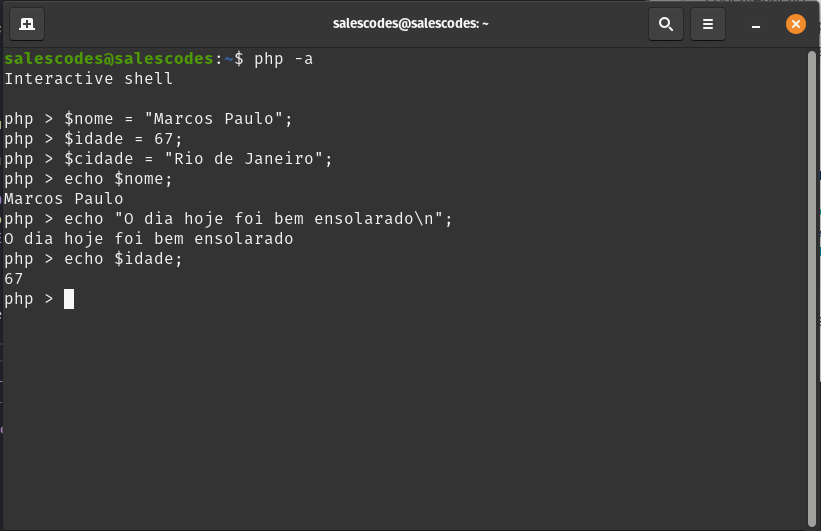 salescodes@salescodes: ~
salescodes@salescodes:~$ php -a
Interactive shell
php > $nome = "Marcos Paulo";
php > $idade = 67;
php > $cidade = "Rio de Janeiro";
php > echo $nome;
Marcos Paulo
php > echo "O dia hoje foi bem ensolarado\n";
O dia hoje foi bem ensolarado
php > echo $idade;
67
php >